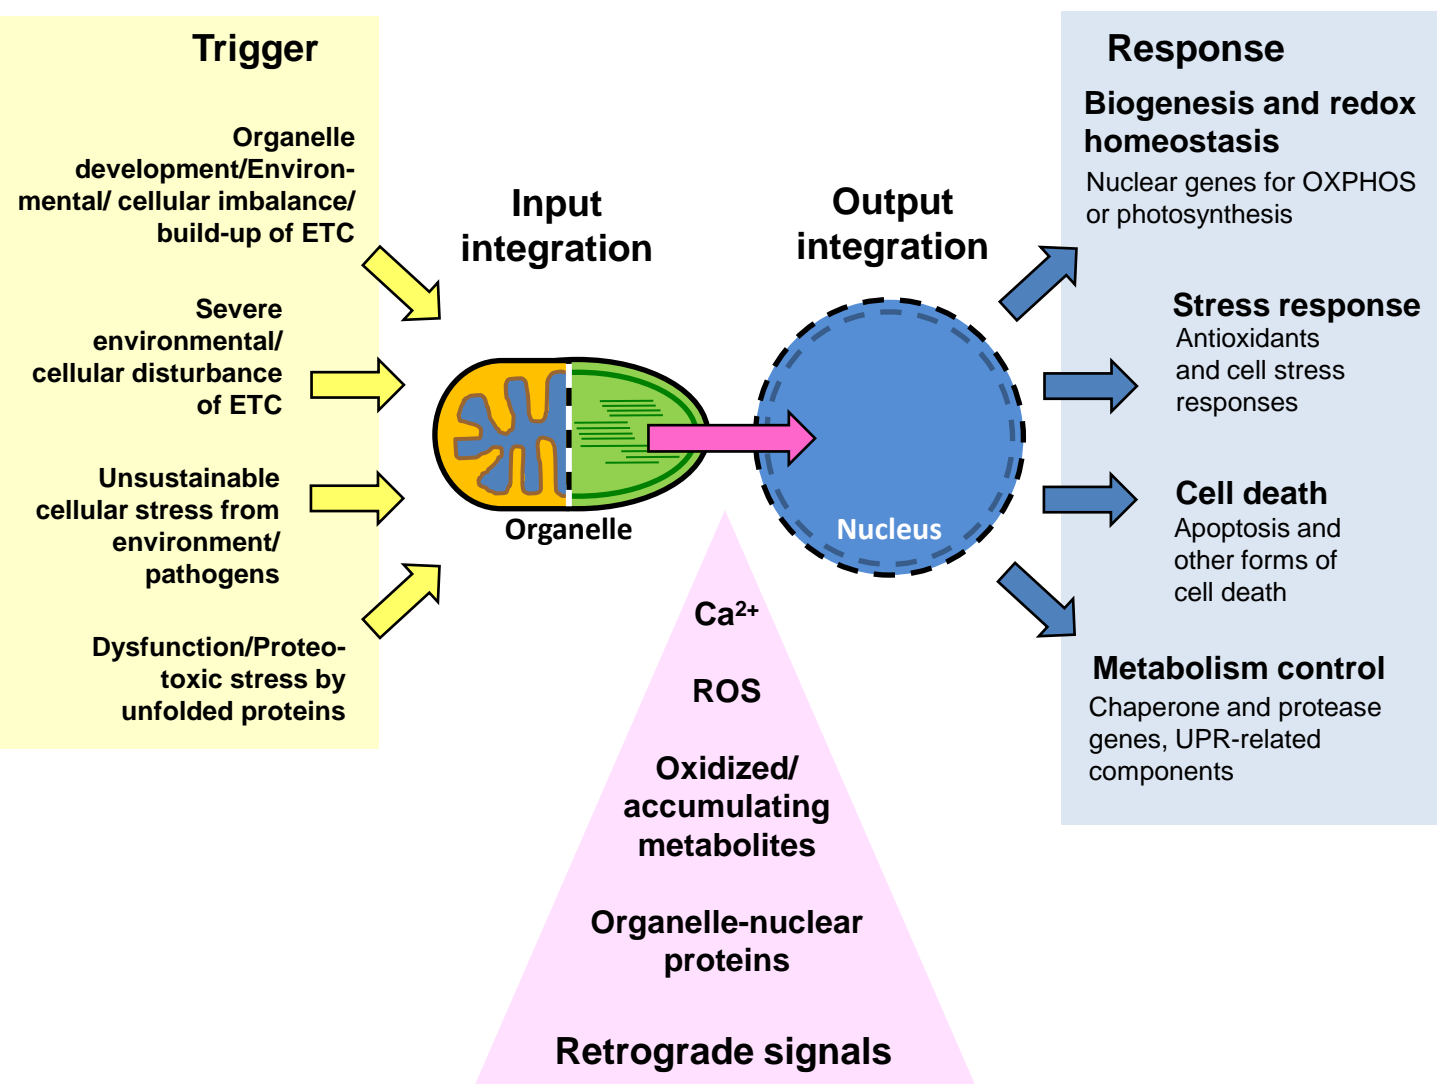 Trigger
Organelle
development/Environ-
mental/ cellular imbalance/
build-up of ETC
Severe
environmental/
cellular disturbance
of ETC
Unsustainable
cellular stress from
environment/
pathogens
Dysfunction/Proteo-
toxic stress by
unfolded proteins
Input
integration
Organelle
Output
integration
Nucleus
Ca²⁺
ROS
Oxidized/
accumulating
metabolites
Organelle-nuclear
proteins
Retrograde signals
Response
Biogenesis and redox
homeostasis
Nuclear genes for OXPHOS
or photosynthesis
Stress response
Antioxidants
and cell stress
responses
Cell death
Apoptosis and
other forms of
cell death
Metabolism control
Chaperone and protease
genes, UPR-related
components